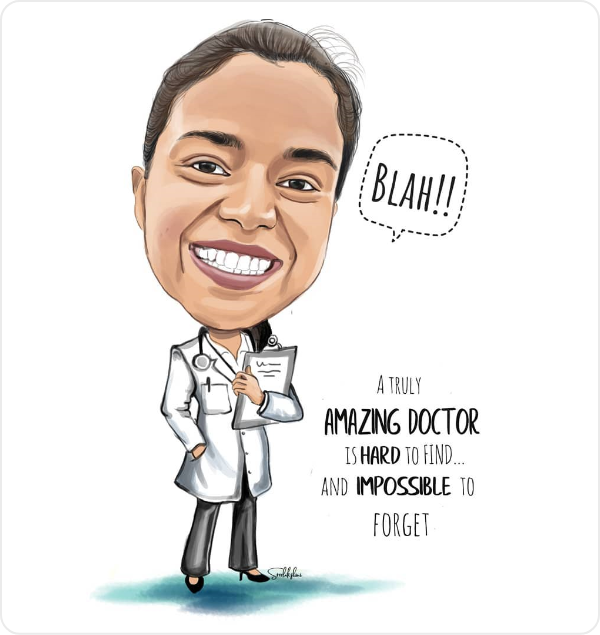 BLAH!!
A TRULY
AMAZING DOCTOR
IS HARD TO FIND...
AND IMPOSSIBLE TO
FORGET